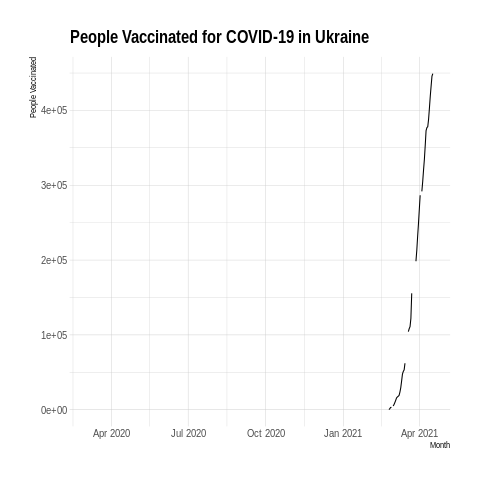 People Vaccinated for COVID-19 in Ukraine
People Vaccinated
4e+05
3e+05
2e+05
1e+05
0e+00
Apr 2020 Jul 2020 Oct 2020 Jan 2021 Apr 2021
Month